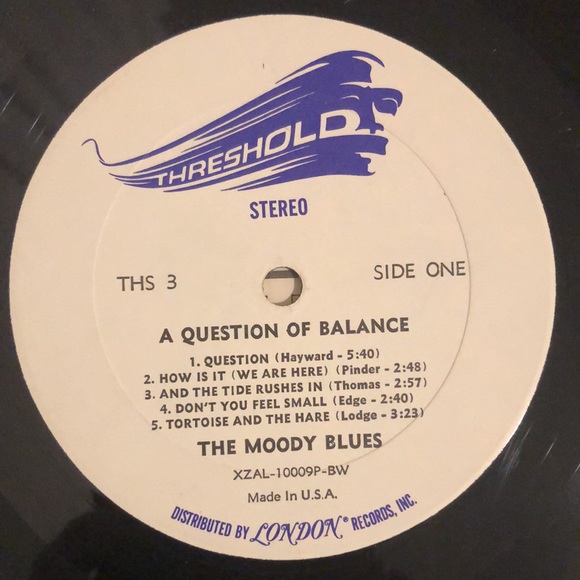 THRESHOLD
STEREO
THS 3
SIDE ONE
A QUESTION OF BALANCE
1. QUESTION (Hayward - 5:40)
2. HOW IS IT (WE ARE HERE) (Pinder - 2:48)
3. AND THE TIDE RUSHES IN (Thomas - 2:57)
4. DON'T YOU FEEL SMALL (Edge - 2:40)
5. TORTOISE AND THE HARE (Lodge - 3:23)
THE MOODY BLUES
XZAL-10009P-BW
Made In U.S.A.
DISTRIBUTED BY LONDON® RECORDS, INC.